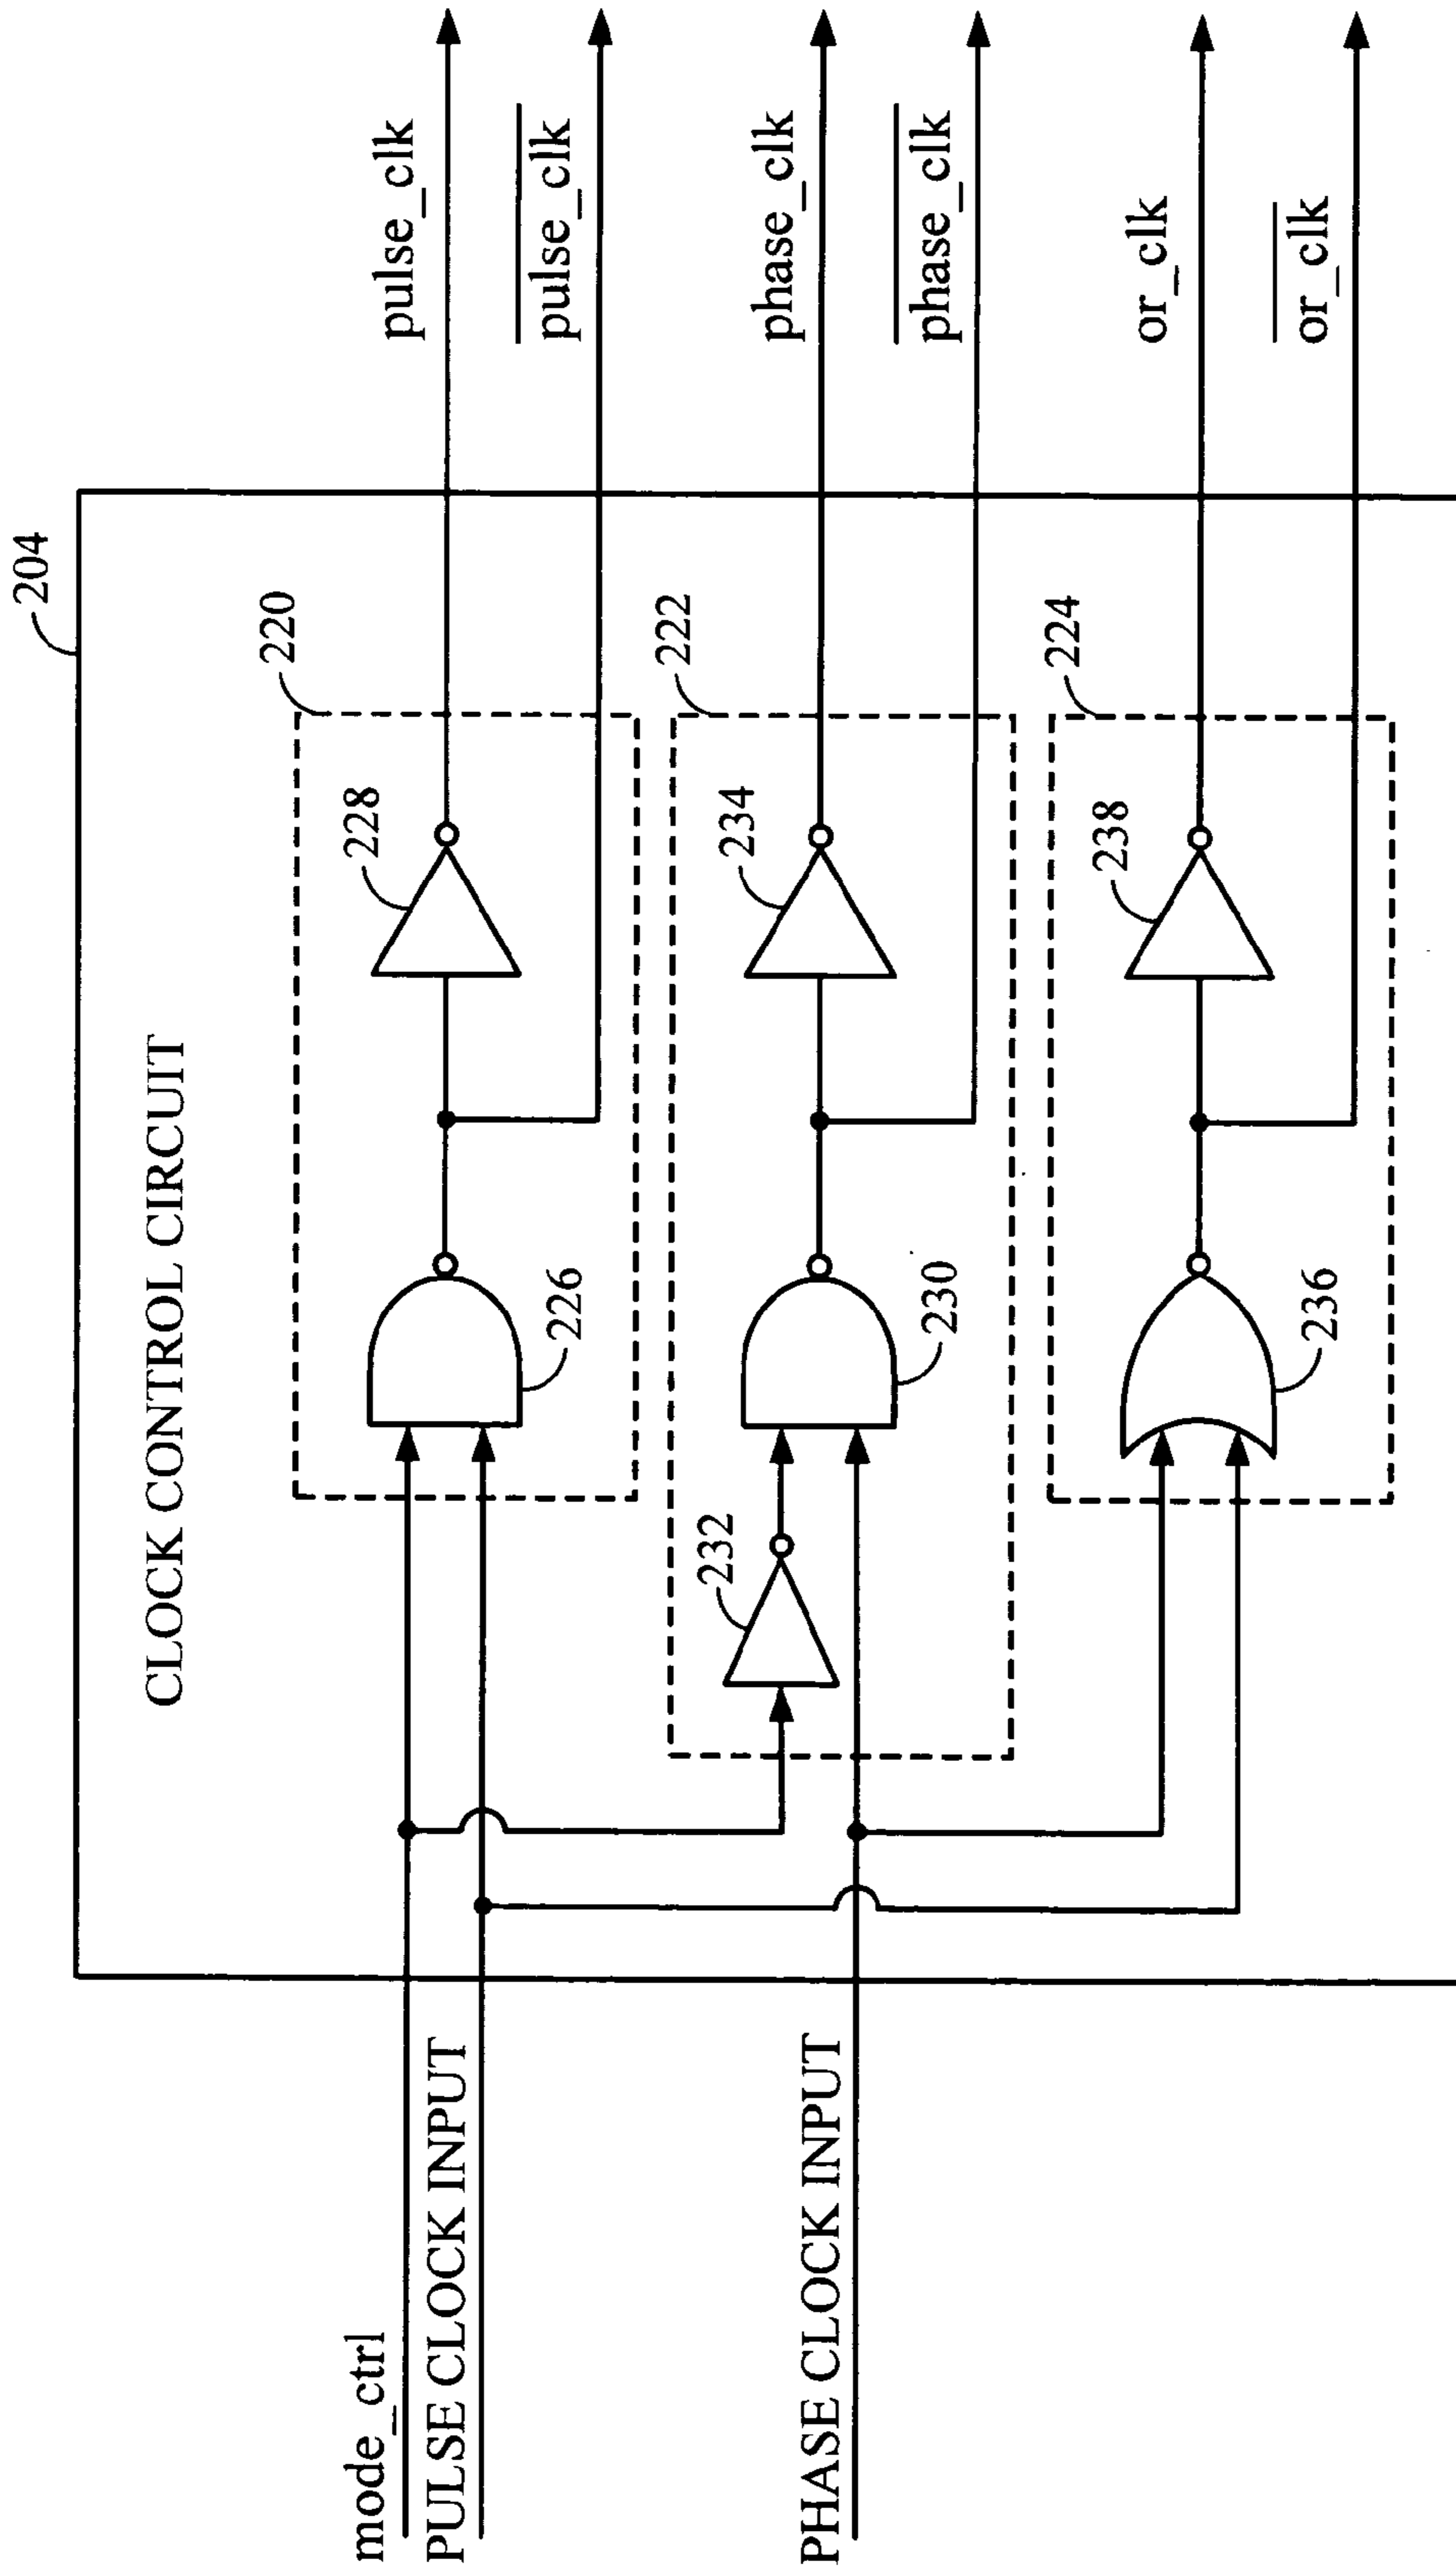 204
CLOCK CONTROL CIRCUIT
220
mode_ctrl
PULSE CLOCK INPUT
226
228
pulse_clk
pulse_clk
222
PHASE CLOCK INPUT
232
230
234
phase_clk
phase_clk
224
236
238
or_clk
or_clk